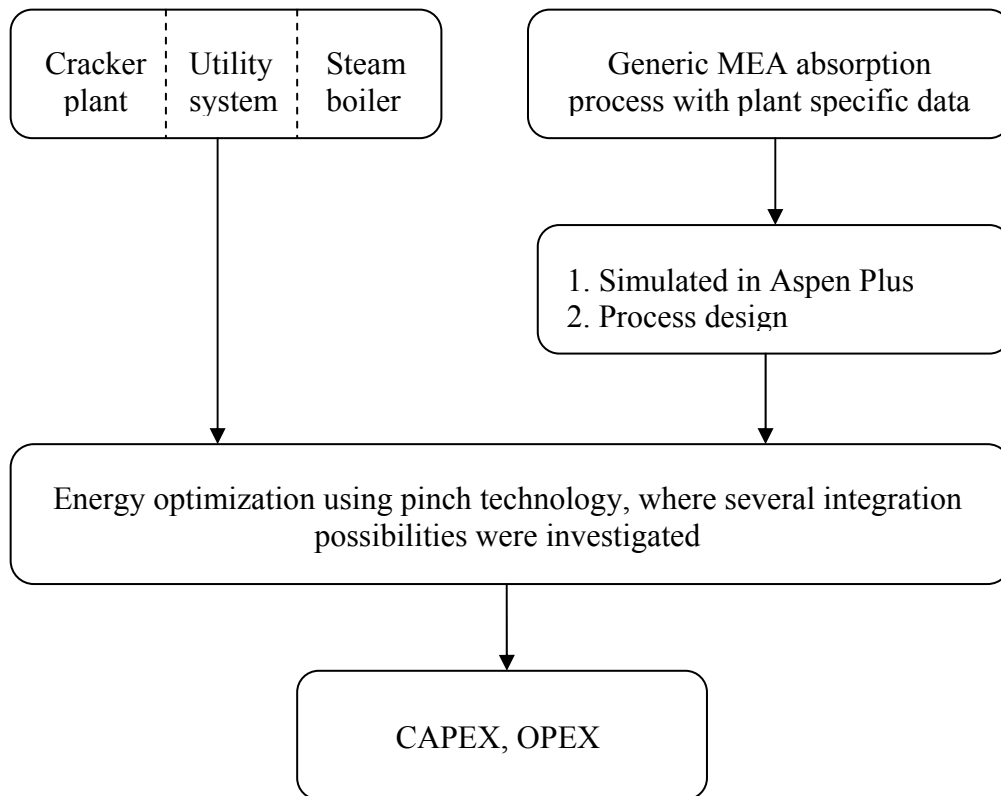 Cracker plant
Utility system
Steam boiler
Generic MEA absorption
process with plant specific data
1. Simulated in Aspen Plus
2. Process design
Energy optimization using pinch technology, where several integration
possibilities were investigated
CAPEX, OPEX